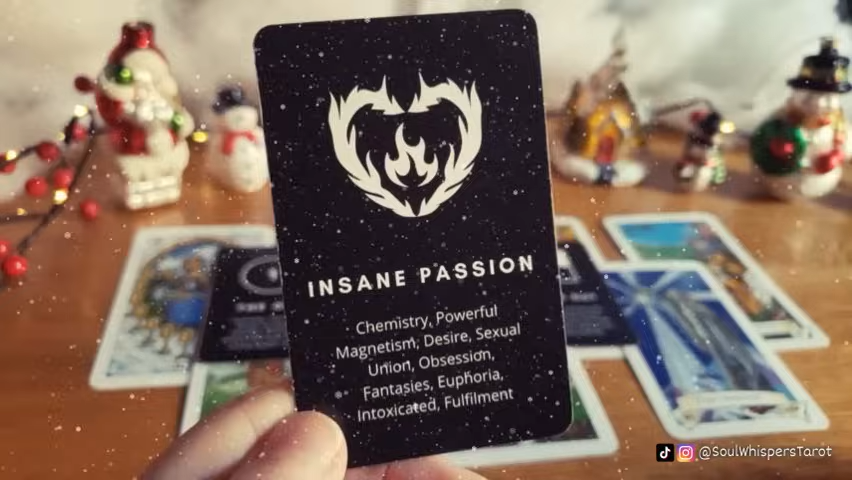 INSANE PASSION
Chemistry, Powerful
Magnetism, Desire, Sexual
Union, Obsession,
Fantasies, Euphoria,
Intoxicated, Fulfilment
@SoulWhispersTarot